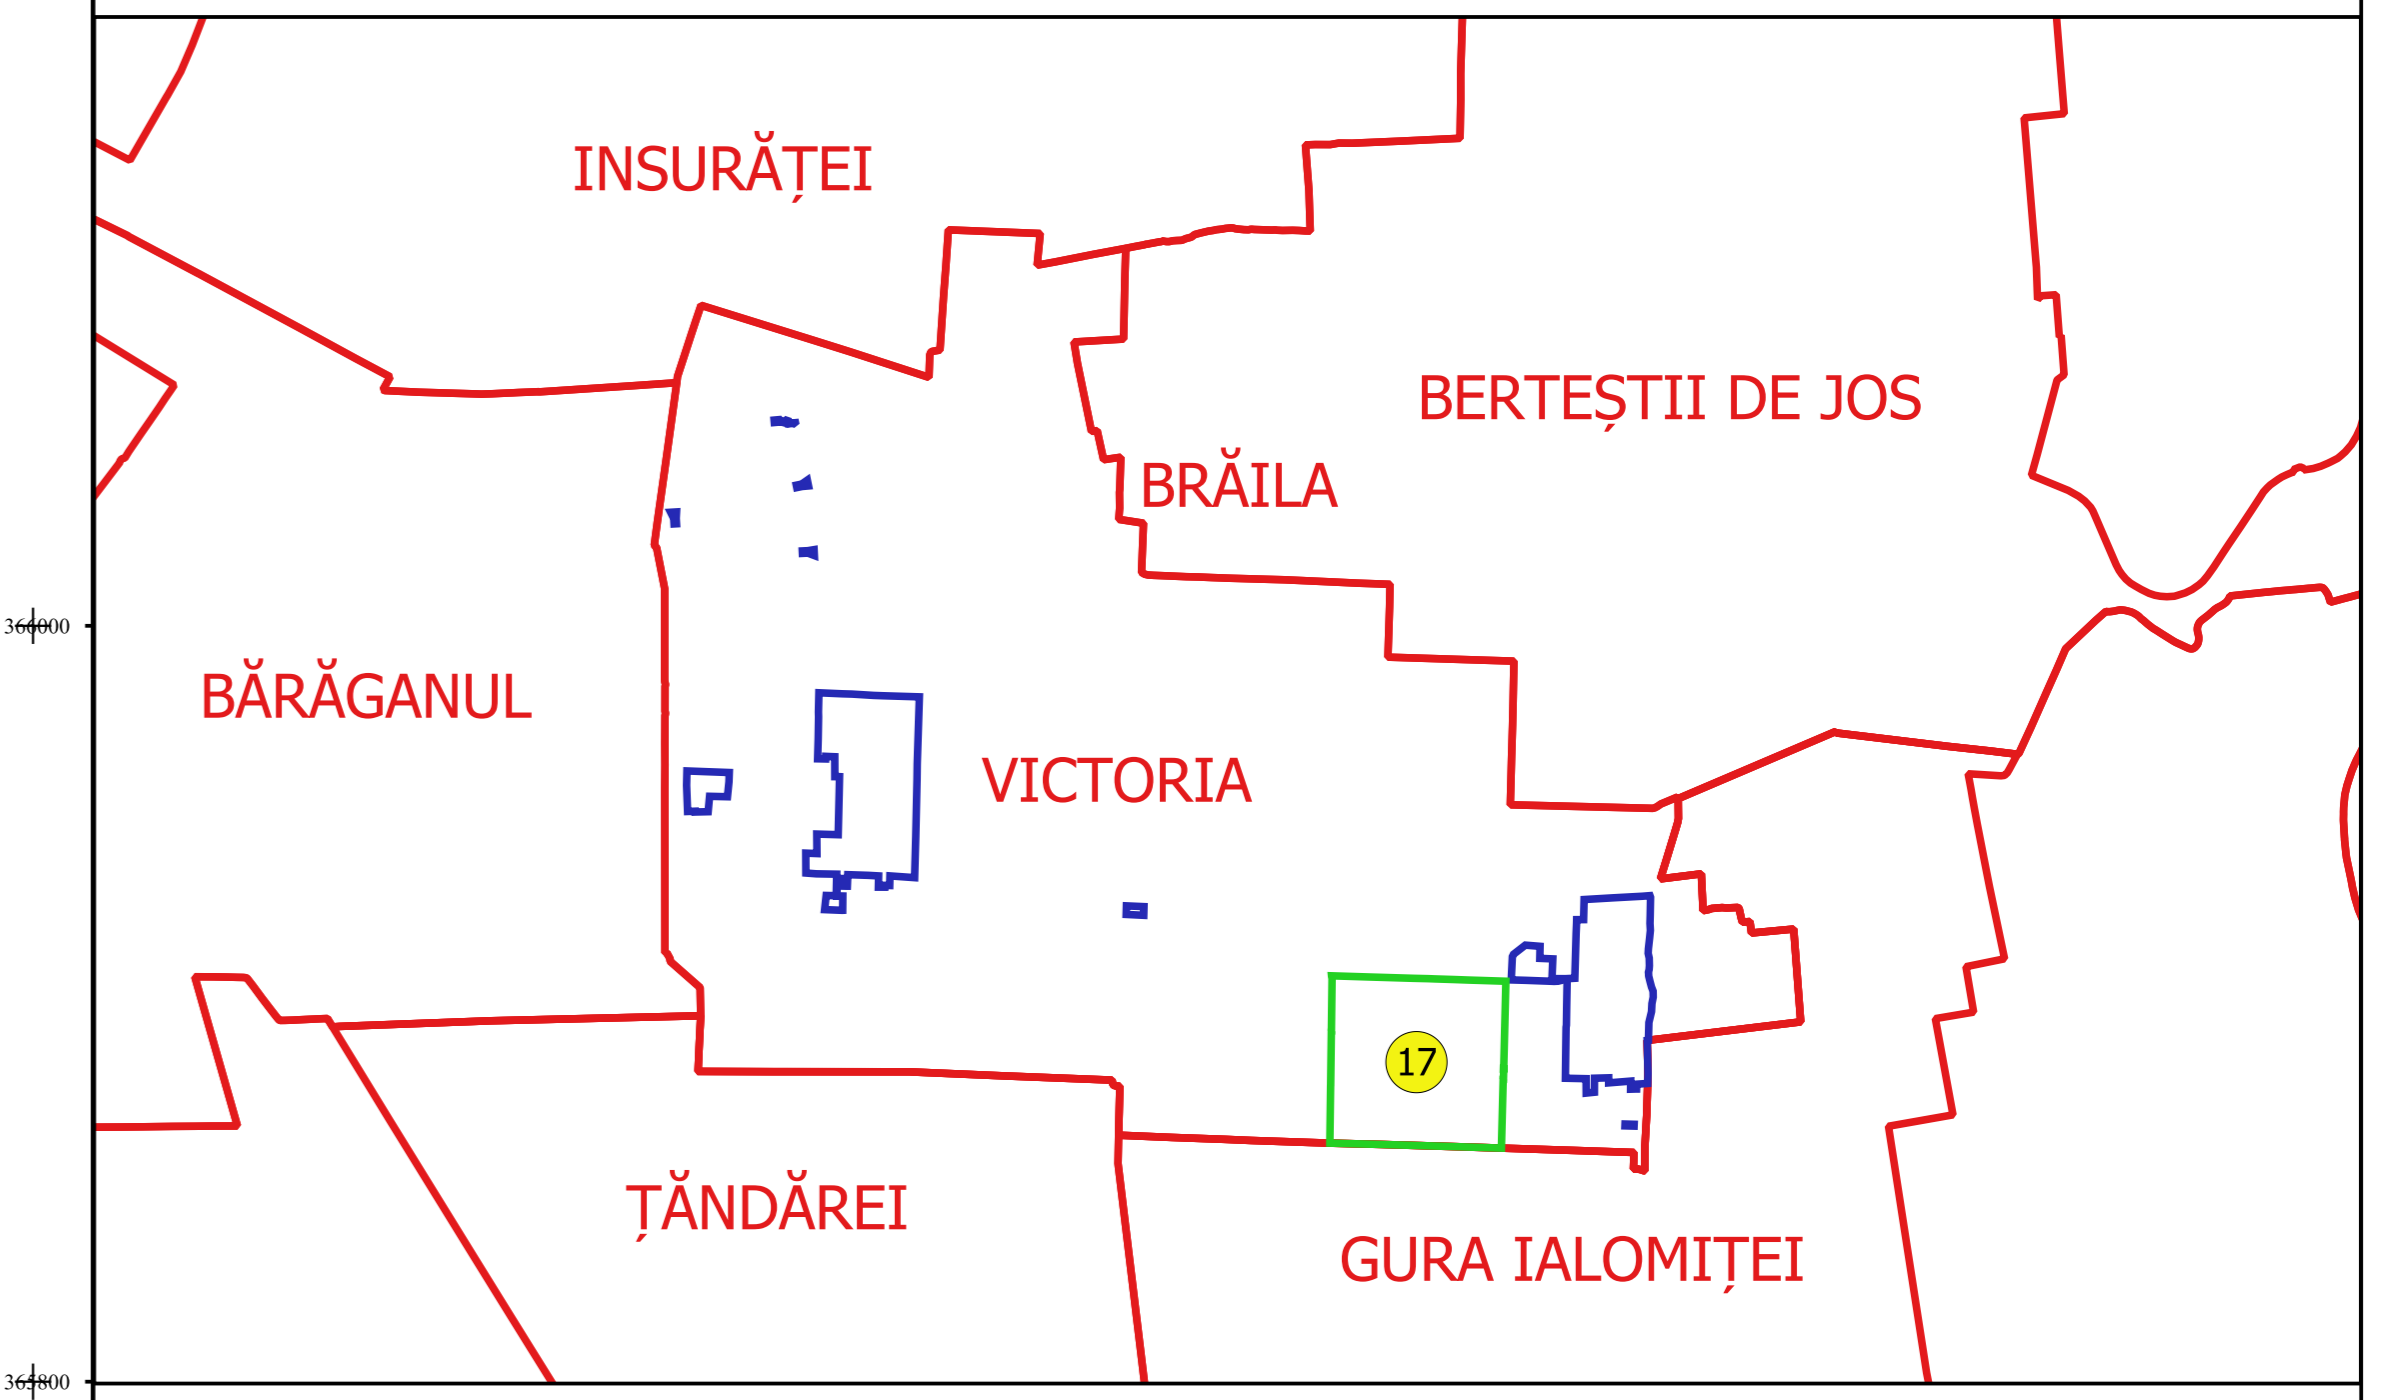 INSURĂȚEI
BERTEȘTII DE JOS
BRĂILA
366000
BĂRĂGANUL
VICTORIA
17
ȚĂNDĂREI
GURA IALOMIȚEI
365800